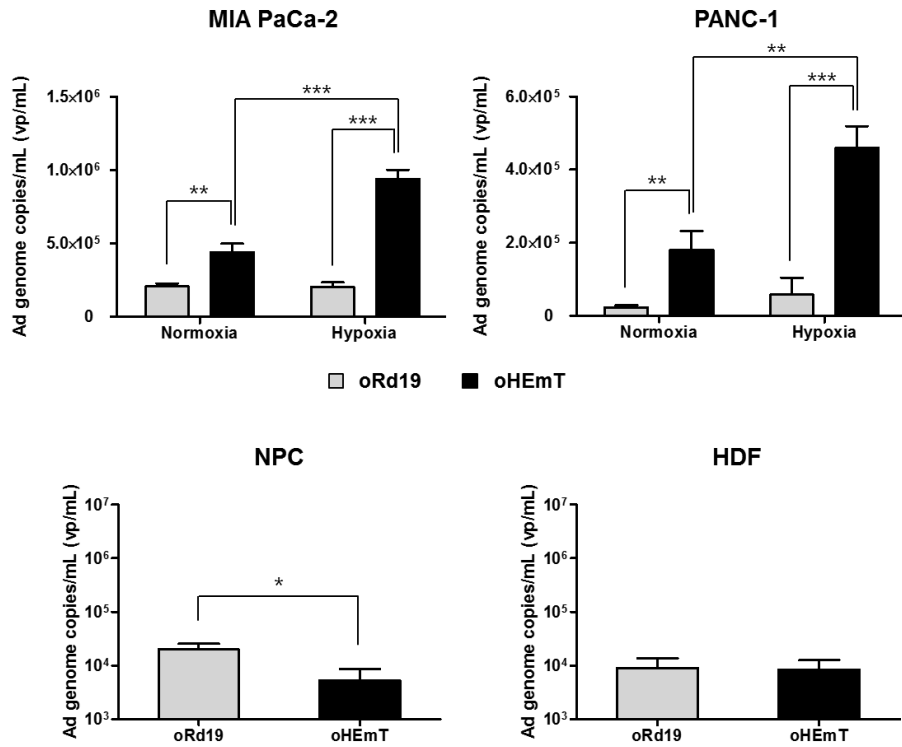 MIA PaCa-2
Ad genome copies/mL (vp/mL)
1.5×10⁶
1.0×10⁶
5.0×10⁵
0
**
***
***
Normoxia
Hypoxia
PANC-1
Ad genome copies/mL (vp/mL)
6.0×10⁵
4.0×10⁵
2.0×10⁵
0
**
**
***
Normoxia
Hypoxia
oRd19 oHEmT
NPC
Ad genome copies/mL (vp/mL)
10⁷
10⁶
10⁵
10⁴
10³
*
oRd19
oHEmT
HDF
Ad genome copies/mL (vp/mL)
10⁷
10⁶
10⁵
10⁴
10³
oRd19
oHEmT